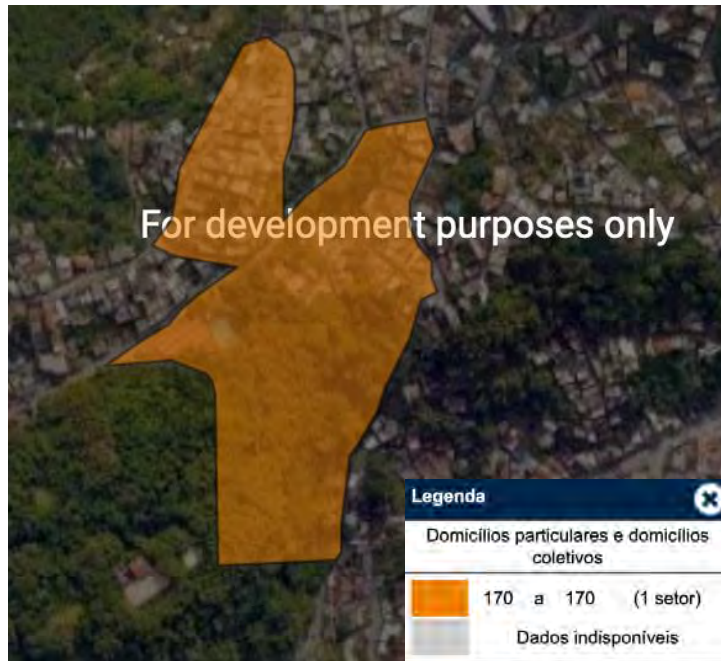 For development purposes only
Legenda
Domicílios particulares e domicílios
coletivos
170 a 170 (1 setor)
Dados indisponíveis